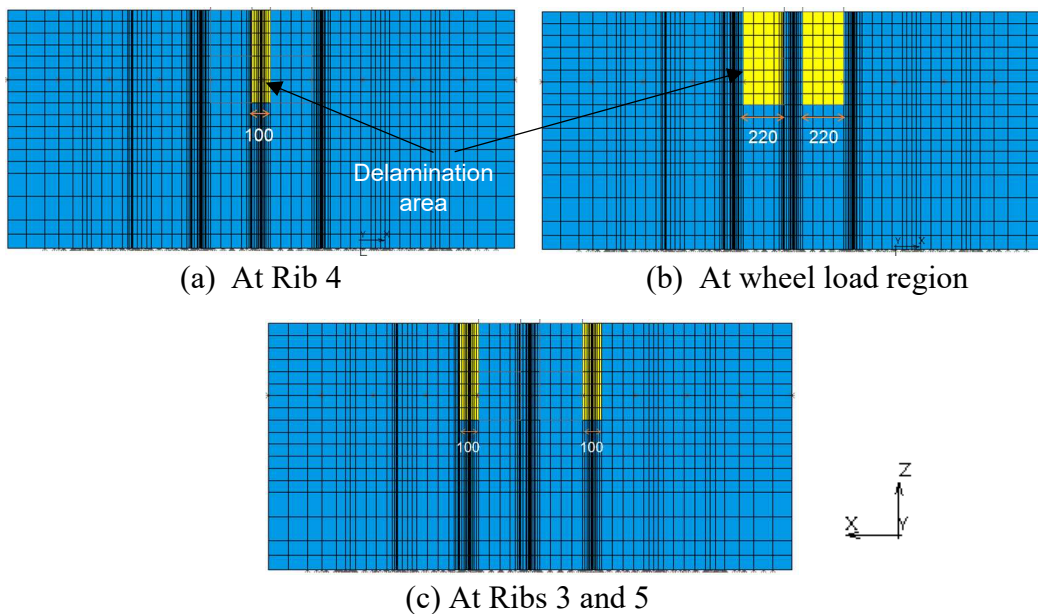 100
220 220
Delamination
area
(a) At Rib 4
(b) At wheel load region
100
100
Z
X
Y
(c) At Ribs 3 and 5